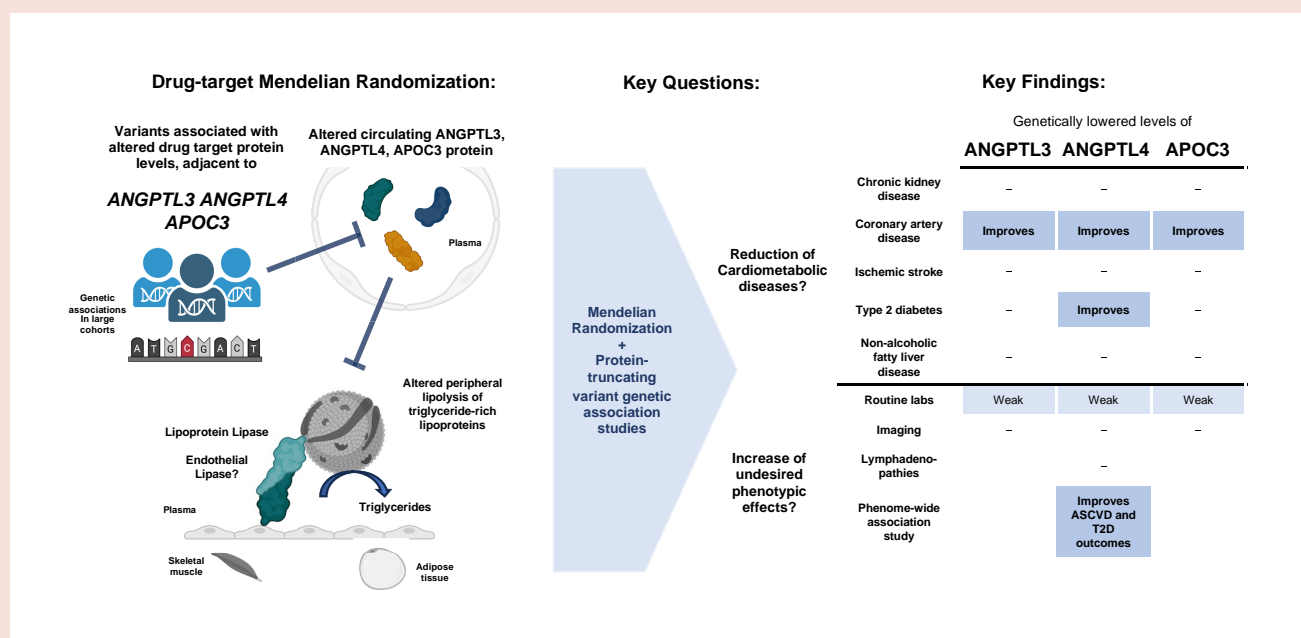 Drug-target Mendelian Randomization:
Variants associated with
altered drug target protein
levels, adjacent to
ANGPTL3 ANGPTL4
APOC3
Genetic
associations
In large
cohorts
A T G C G A C T
Altered circulating ANGPTL3,
ANGPTL4, APOC3 protein
Plasma
Altered peripheral
lipolysis of
triglyceride-rich
lipoproteins
Lipoprotein Lipase
Endothelial
Lipase?
Plasma
Triglycerides
Skeletal
muscle
Adipose
tissue
Key Questions:
Mendelian
Randomization
+
Protein-
truncating
variant genetic
association
studies
Reduction of
Cardiometabolic
diseases?
Increase of
undesired
phenotypic
effects?
Key Findings:
Genetically lowered levels of
ANGPTL3 ANGPTL4 APOC3
Chronic kidney
disease
– – –
Coronary artery
disease
Improves Improves Improves
Ischemic stroke – – –
Type 2 diabetes – Improves –
Non-alcoholic
fatty liver
disease
– – –
Routine labs Weak Weak Weak
Imaging – – –
Lymphadeno-
pathies
–
Phenome-wide
association
study
Improves
ASCVD and
T2D
outcomes